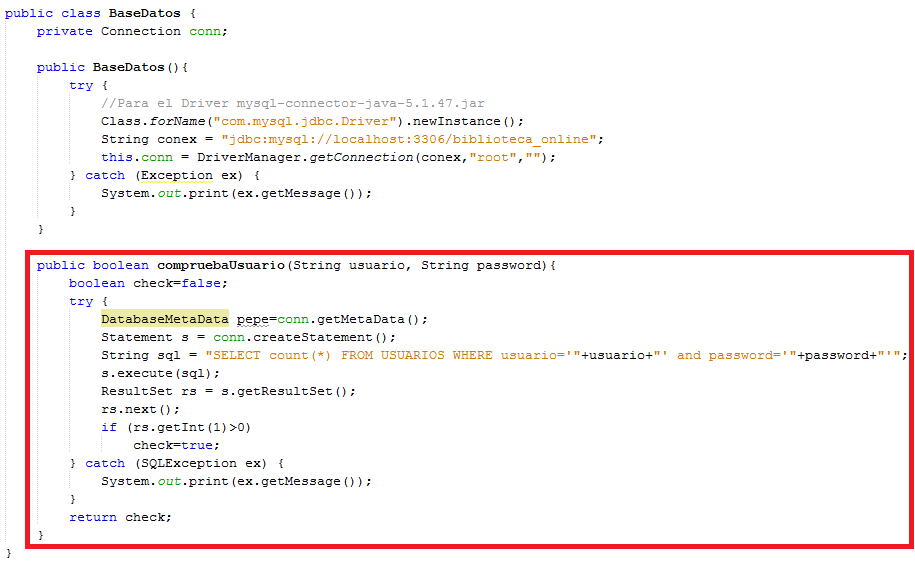 public class BaseDatos {
private Connection conn;
public BaseDatos(){
try {
//Para el Driver mysql-connector-java-5.1.47.jar
Class.forName("com.mysql.jdbc.Driver").newInstance();
String conex = "jdbc:mysql://localhost:3306/biblioteca_online";
this.conn = DriverManager.getConnection(conex,"root","");
} catch (Exception ex) {
System.out.print(ex.getMessage());
}
}
public boolean compruebaUsuario(String usuario, String password){
boolean check=false;
try {
DatabaseMetaData pepe=conn.getMetaData();
Statement s = conn.createStatement();
String sql = "SELECT count(*) FROM USUARIOS WHERE usuario='"+usuario+"' and password='"+password+"'";
s.execute(sql);
ResultSet rs = s.getResultSet();
rs.next();
if (rs.getInt(1)>0)
check=true;
} catch (SQLException ex) {
System.out.print(ex.getMessage());
}
return check;
}
}